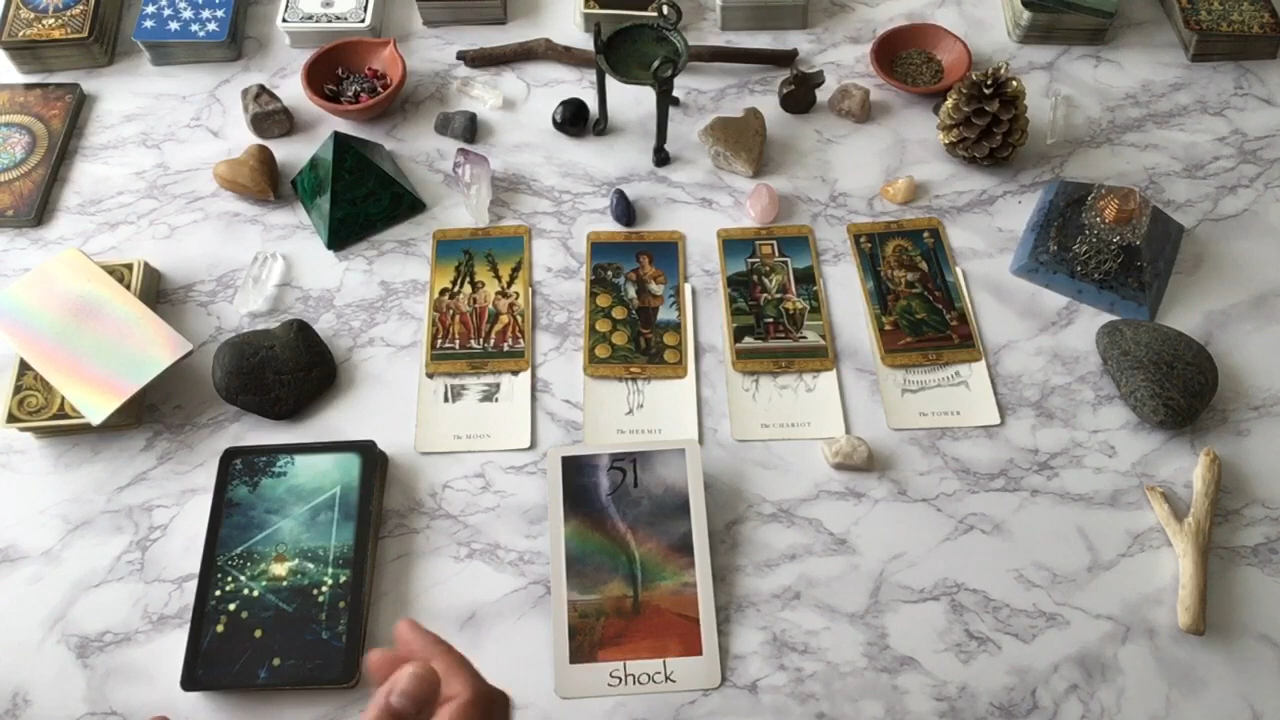 The MOON
The HERMIT
The CHARIOT
The TOWER
51
Shock